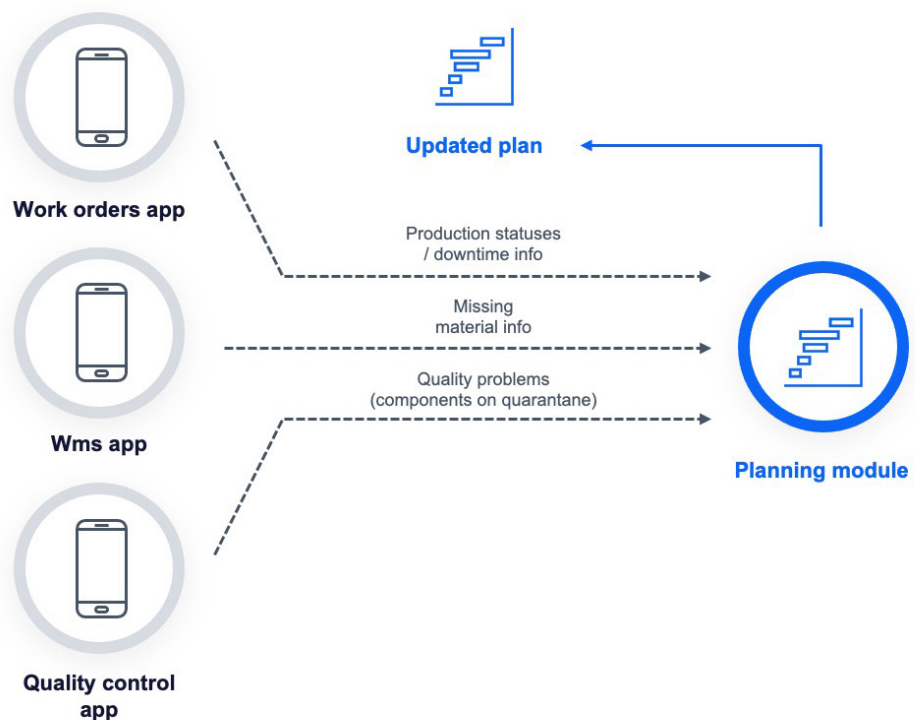 Updated plan
Work orders app
Production statuses
/ downtime info
Missing
material info
Quality problems
(components on quarantane)
Wms app
Planning module
Quality control
app